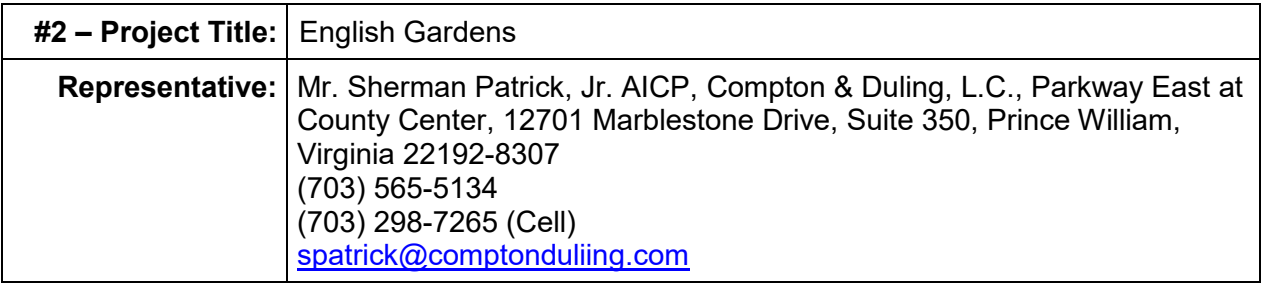 #2 – Project Title: English Gardens
Representative: Mr. Sherman Patrick, Jr. AICP, Compton & Duling, L.C., Parkway East at
County Center, 12701 Marblestone Drive, Suite 350, Prince William,
Virginia 22192-8307
(703) 565-5134
(703) 298-7265 (Cell)
spatrick@comptonduliing.com